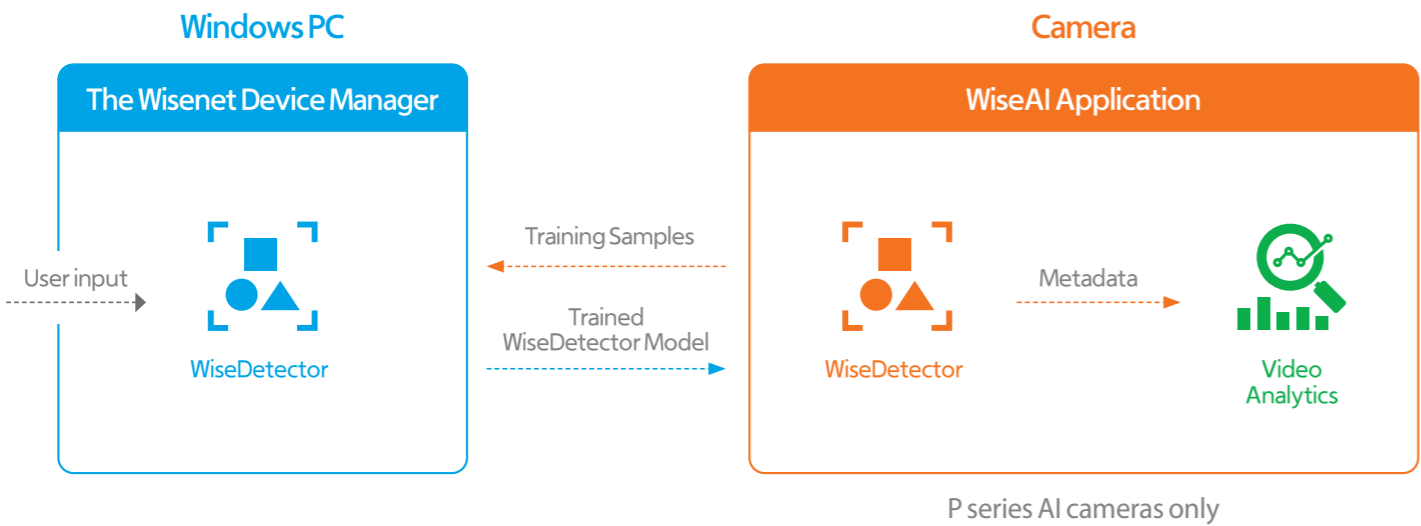 Windows PC
Camera
The Wisenet Device Manager
WiseAI Application
User input
WiseDetector
Training Samples
Trained
WiseDetector Model
WiseDetector
Metadata
Video
Analytics
P series AI cameras only